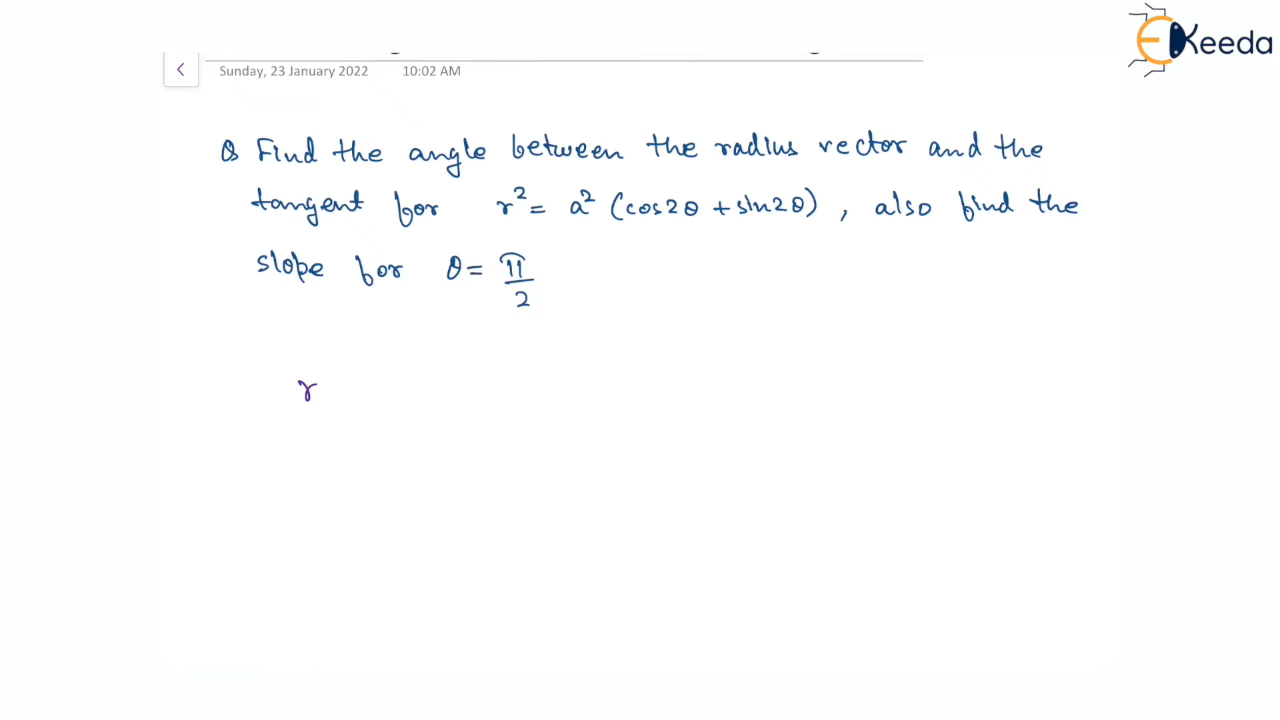 EKeeda
Sunday, 23 January 2022 10:02 AM
Q Find the angle between the radius vector and the
tangent for r² = a² (cos2θ + sin2θ), also find the
slope for θ = π/2
r